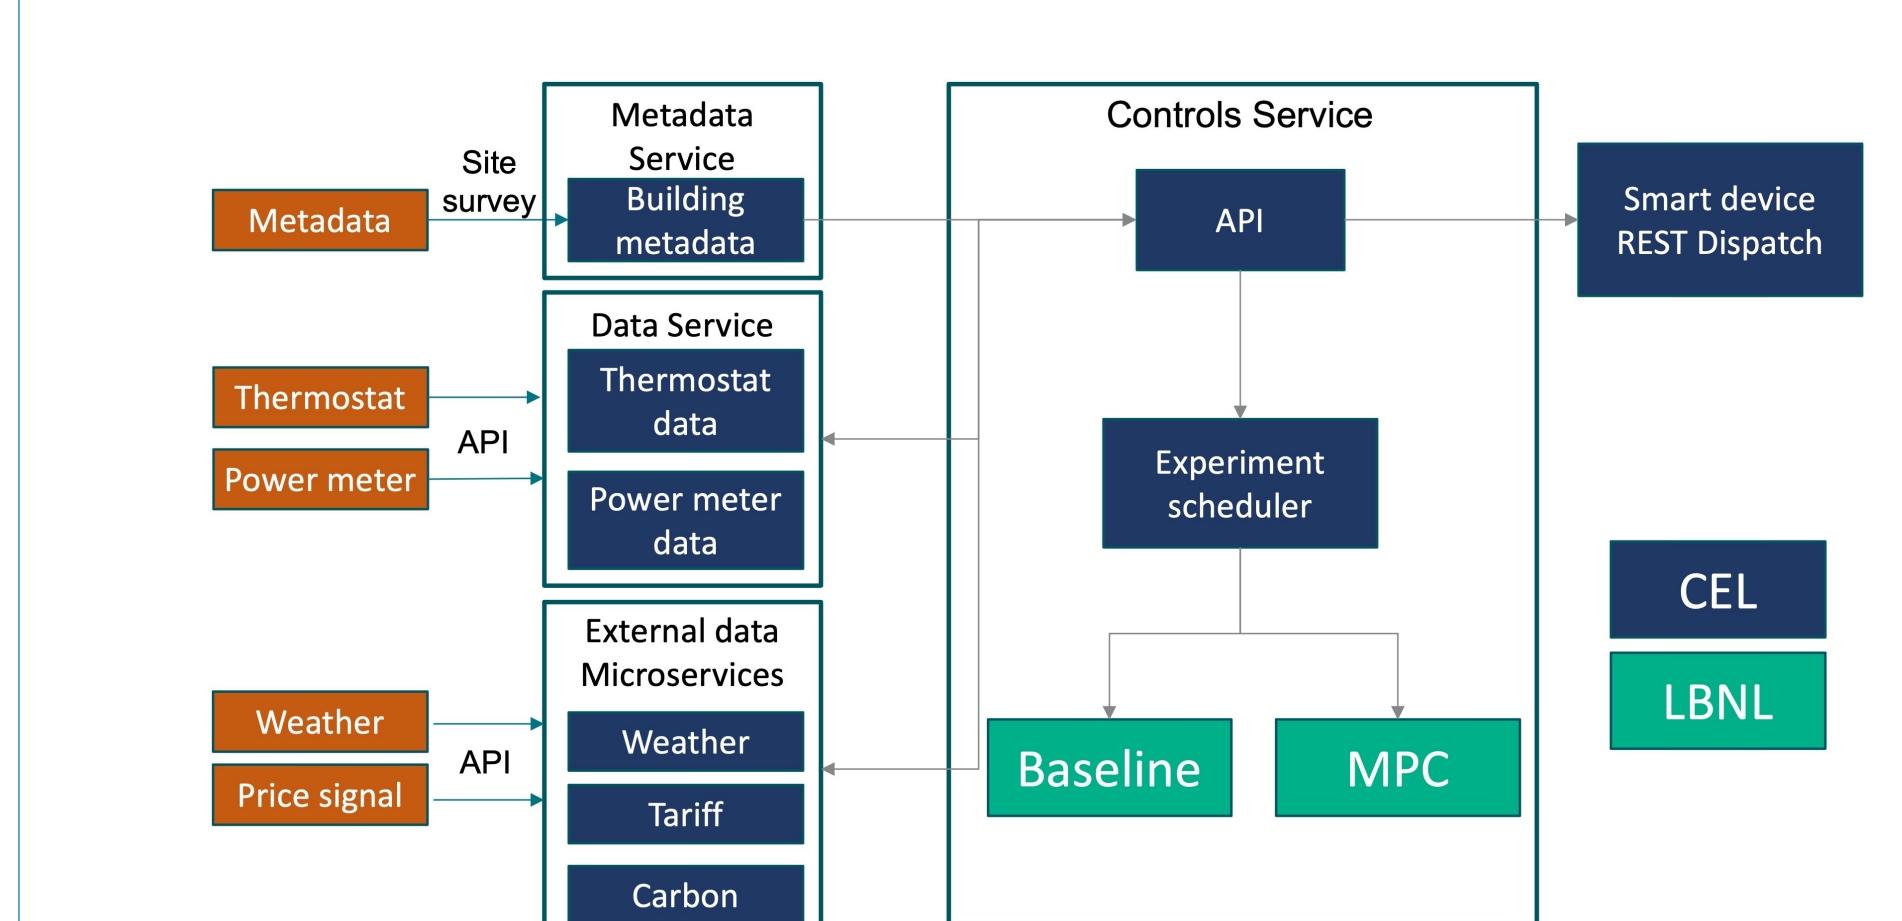 Metadata
Site
survey
Metadata
Service
Building
metadata
Thermostat
API
Power meter
Data Service
Thermostat
data
Power meter
data
Weather
API
Price signal
External data
Microservices
Weather
Tariff
Carbon
Controls Service
API
Experiment
scheduler
Baseline
MPC
Smart device
REST Dispatch
CEL
LBNL